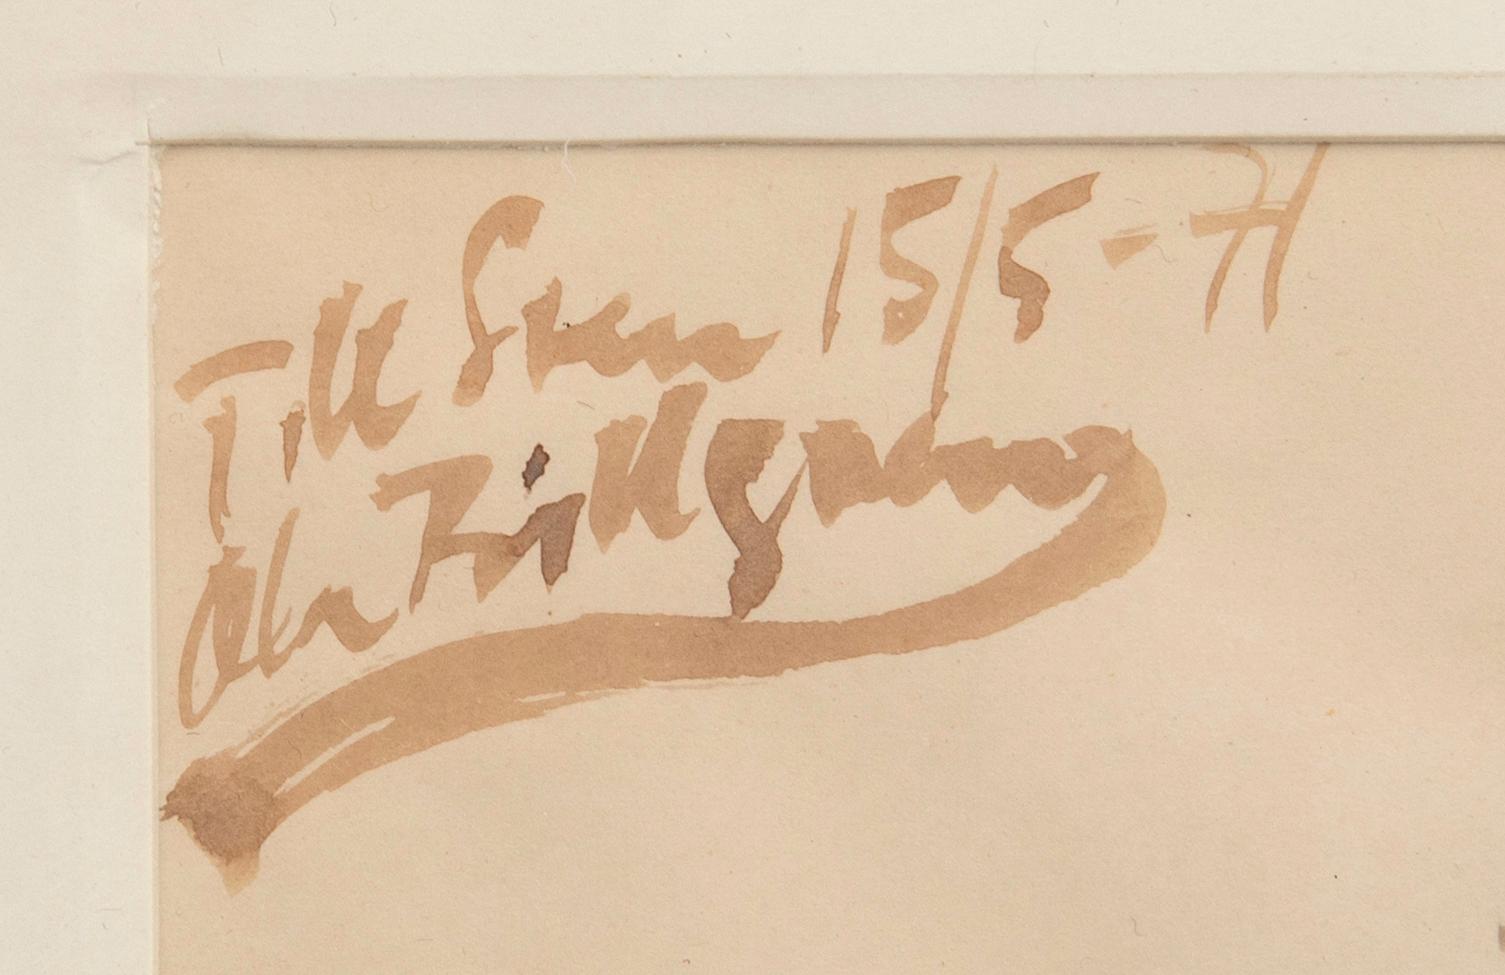 Till Sven 15/5-71
Ola Billgren